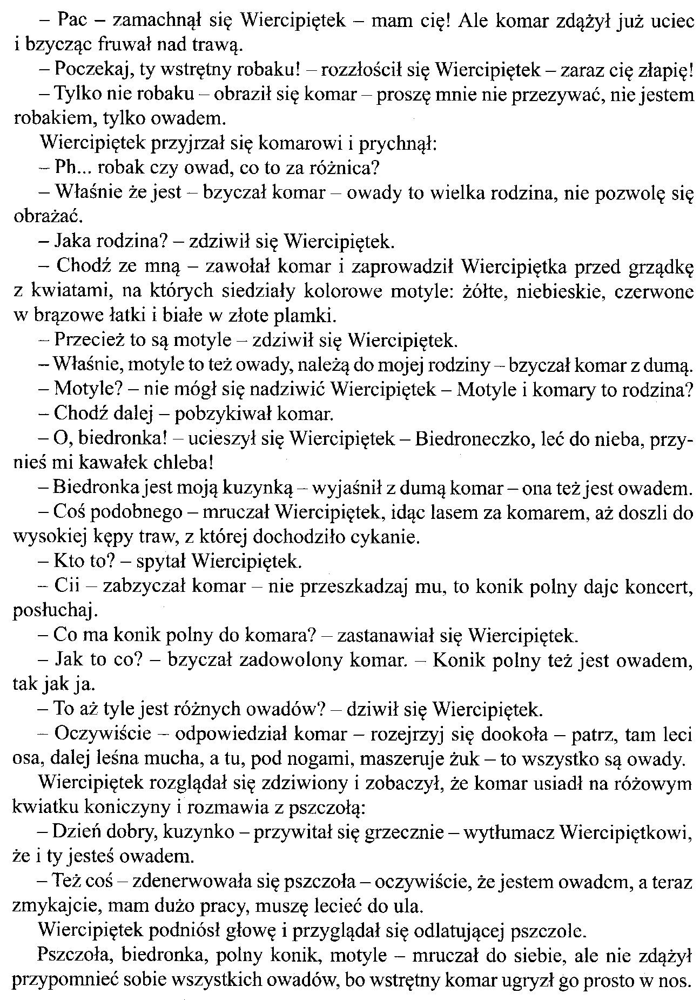 – Pac – zamachnął się Wiercipiętek – mam cię! Ale komar zdążył już uciec
i bzycząc fruwał nad trawą.
– Poczekaj, ty wstrętny robaku! – rozzłościł się Wiercipiętek – zaraz cię złapię!
– Tylko nie robaku – obraził się komar – proszę mnie nie przezywać, nie jestem
robakiem, tylko owadem.
Wiercipiętek przyjrzał się komarowi i prychnął:
– Ph... robak czy owad, co to za różnica?
– Właśnie że jest – bzyczał komar – owady to wielka rodzina, nie pozwolę się
obrażać.
– Jaka rodzina? – zdziwił się Wiercipiętek.
– Chodź ze mną – zawołał komar i zaprowadził Wiercipiętka przed grządkę
z kwiatami, na których siedziały kolorowe motyle: żółte, niebieskie, czerwone
w brązowe łatki i białe w złote plamki.
– Przecież to są motyle – zdziwił się Wiercipiętek.
– Właśnie, motyle to też owady, należą do mojej rodziny – bzyczał komar z dumą.
– Motyle? – nie mógł się nadziwić Wiercipiętek – Motyle i komary to rodzina?
– Chodź dalej – pobzykiwał komar.
– O, biedronka! – ucieszył się Wiercipiętek – Biedroneczko, leć do nieba, przy-
nieś mi kawałek chleba!
– Biedronka jest moją kuzynką – wyjaśnił z dumą komar – ona też jest owadem.
– Coś podobnego – mruczał Wiercipiętek, idąc lasem za komarem, aż doszli do
wysokiej kępy traw, z której dochodziło cykanie.
– Kto to? – spytał Wiercipiętek.
– Cii – zabzyczał komar – nie przeszkadzaj mu, to konik polny daje koncert,
posłuchaj.
– Co ma konik polny do komara? – zastanawiał się Wiercipiętek.
– Jak to co? – bzyczał zadowolony komar. – Konik polny też jest owadem,
tak jak ja.
– To aż tyle jest różnych owadów? – dziwił się Wiercipiętek.
– Oczywiście – odpowiedział komar – rozejrzyj się dookoła – patrz, tam leci
osa, dalej leśna mucha, a tu, pod nogami, maszeruje żuk – to wszystko są owady.
Wiercipiętek rozglądał się zdziwiony i zobaczył, że komar usiadł na różowym
kwiatku koniczyny i rozmawia z pszczołą:
– Dzień dobry, kuzynko – przywitał się grzecznie – wytłumacz Wiercipiętkowi,
że i ty jesteś owadem.
– Też coś – zdenerwowała się pszczoła – oczywiście, że jestem owadem, a teraz
zmykajcie, mam dużo pracy, muszę lecieć do ula.
Wiercipiętek podniósł głowę i przyglądał się odlatującej pszczole.
Pszczoła, biedronka, polny konik, motyle – mruczał do siebie, ale nie zdążył
przypomnieć sobie wszystkich owadów, bo wstrętny komar ugryzł go prosto w nos.